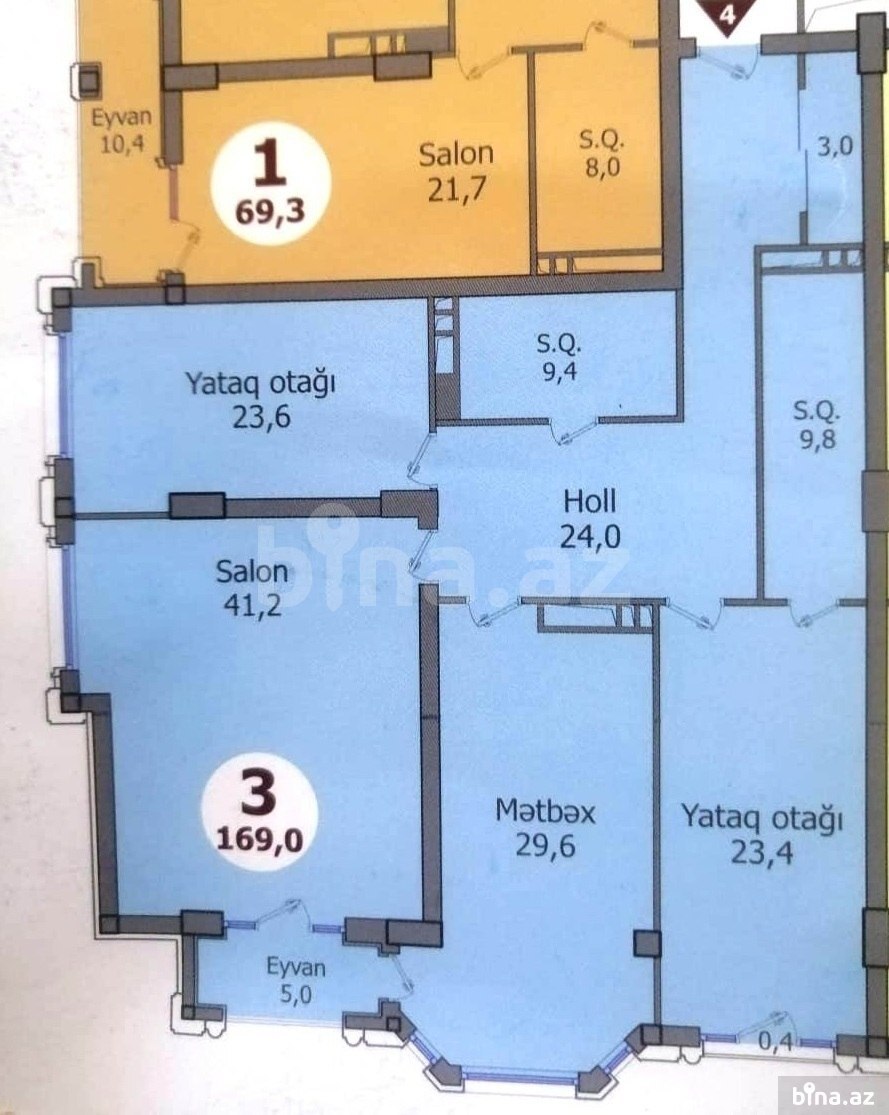 4
Eyvan
10,4
1
69,3
Salon
21,7
S.Q.
8,0
3,0
Yataq otağı
23,6
S.Q.
9,4
S.Q.
9,8
Holl
24,0
bina.az
Salon
41,2
3
169,0
Mətbəx
29,6
Yataq otağı
23,4
Eyvan
5,0
0,4
bina.az